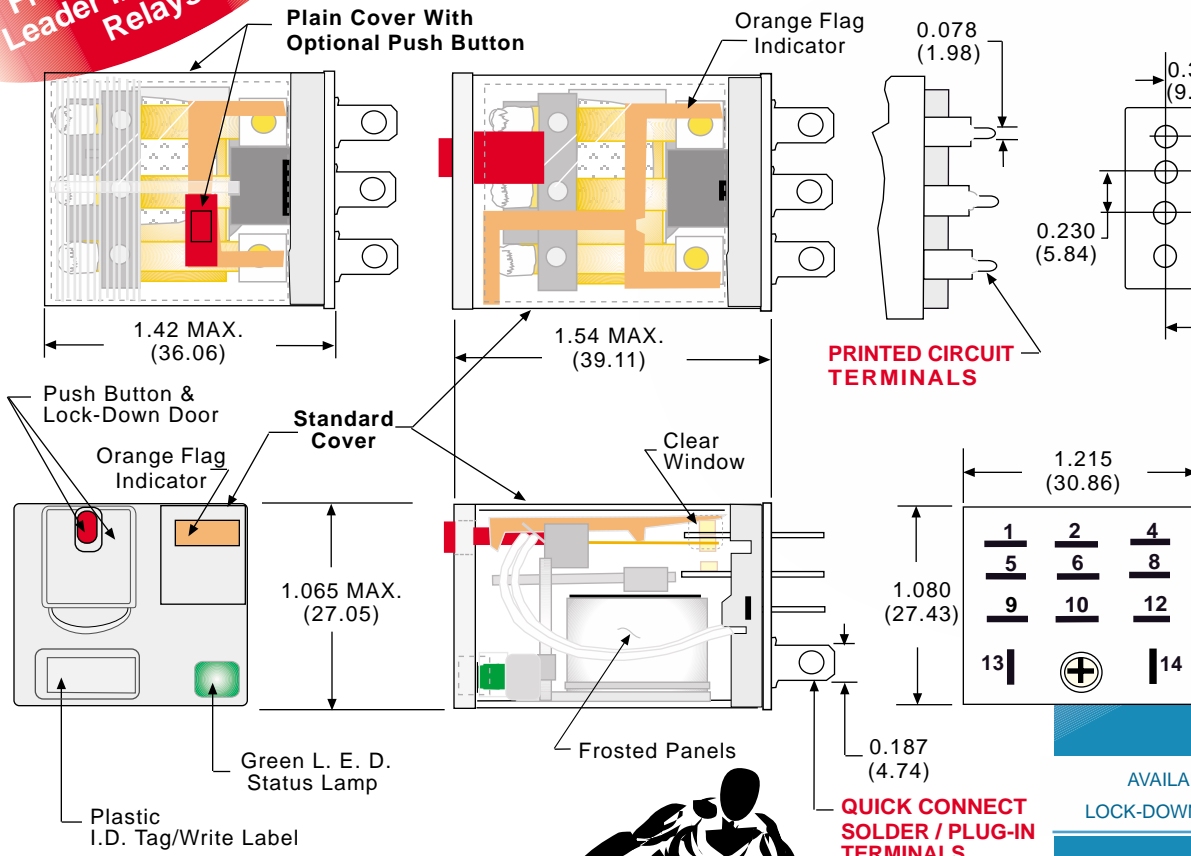 Leader
Relays
Plain Cover With
Optional Push Button
Orange Flag
Indicator
0.078
(1.98)
0.230
(5.84)
1.42 MAX.
(36.06)
1.54 MAX.
(39.11)
PRINTED CIRCUIT
TERMINALS
Push Button &
Lock-Down Door
Standard
Cover
Orange Flag
Indicator
Clear
Window
1.215
(30.86)
1.065 MAX.
(27.05)
1.080
(27.43)
1 2 4
5 6 8
9 10 12
13 14
Frosted Panels
0.187
(4.74)
Green L. E. D.
Status Lamp
Plastic
I.D. Tag/Write Label
QUICK CONNECT
SOLDER / PLUG-IN
TERMINALS
AVAILA
LOCK-DOW